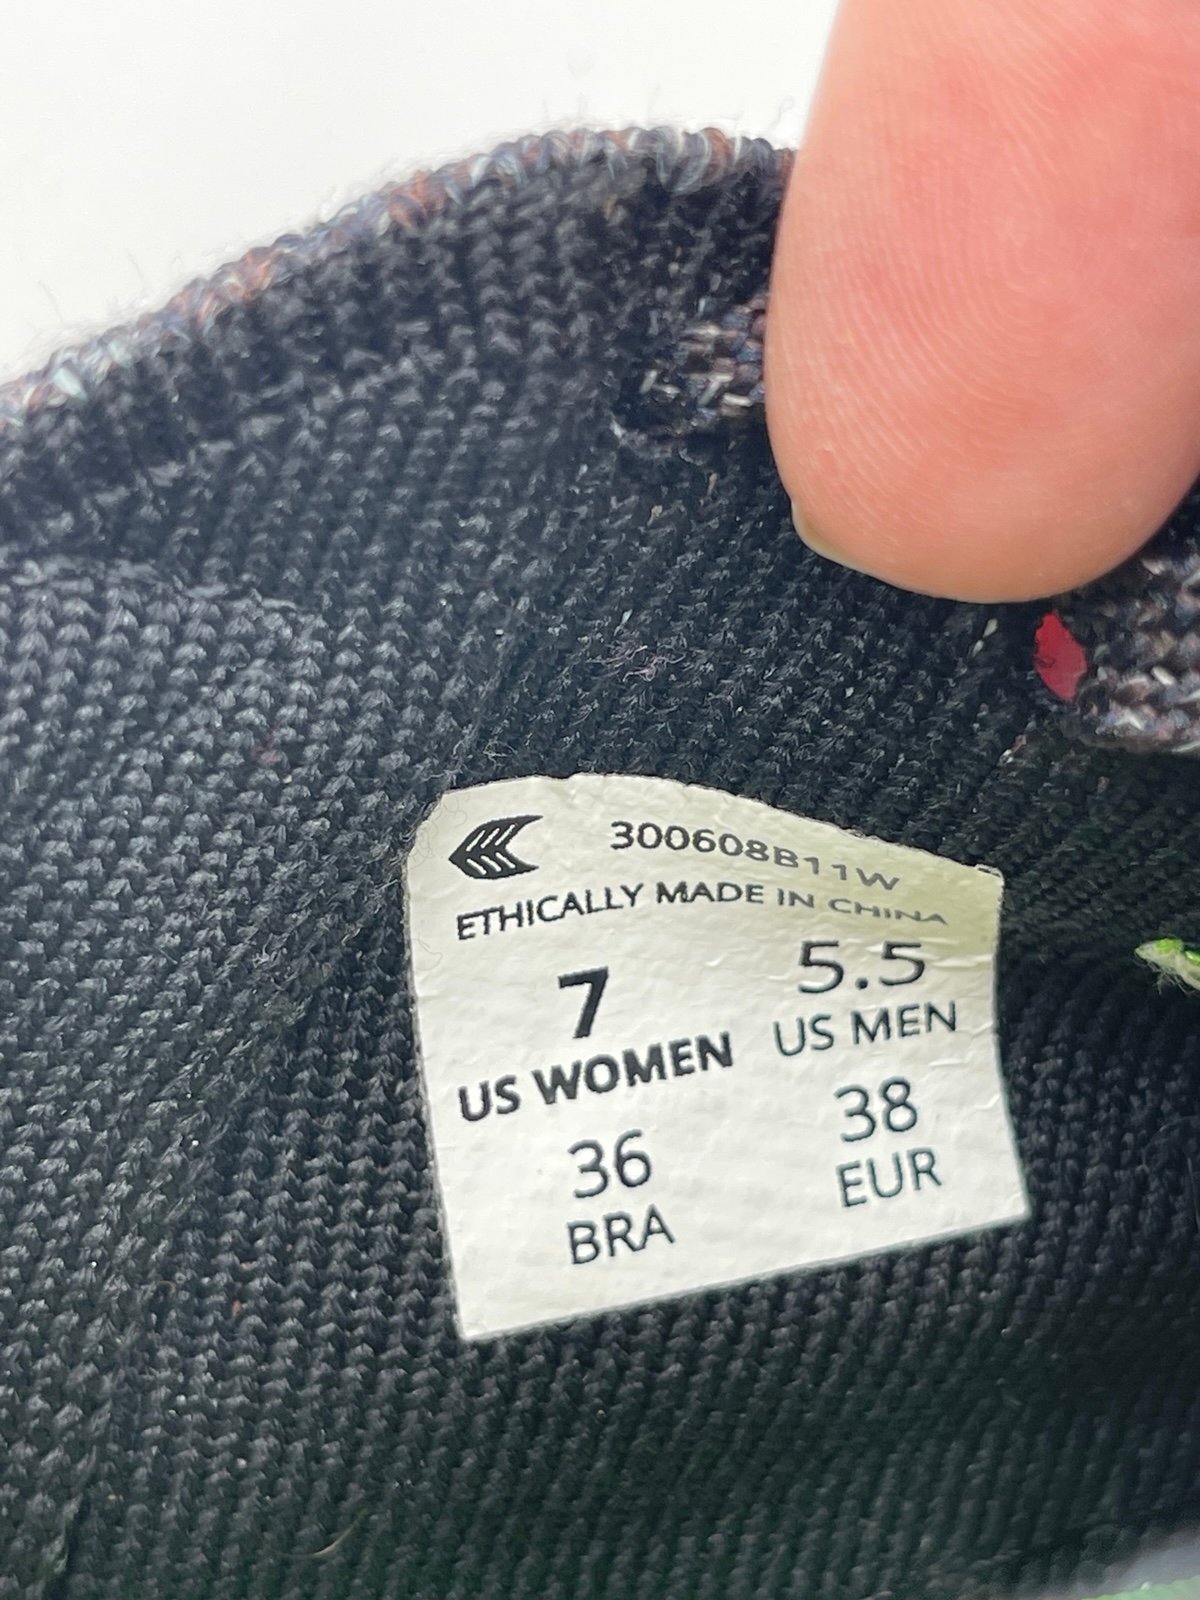 300608B11W
ETHICALLY MADE IN CHINA
7
US WOMEN
5.5
US MEN
36
BRA
38
EUR